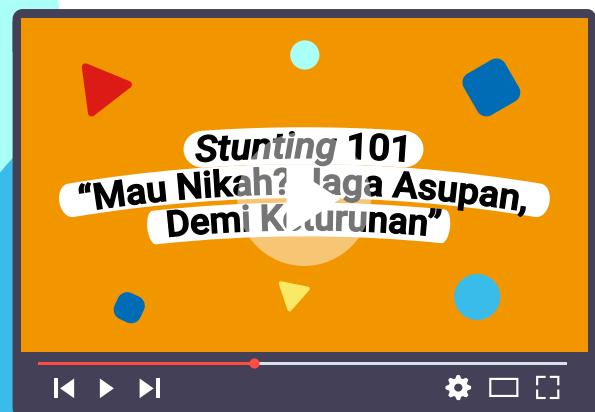 Stunting 101
“Mau Nikah? Jaga Asupan,
Demi Keturunan”